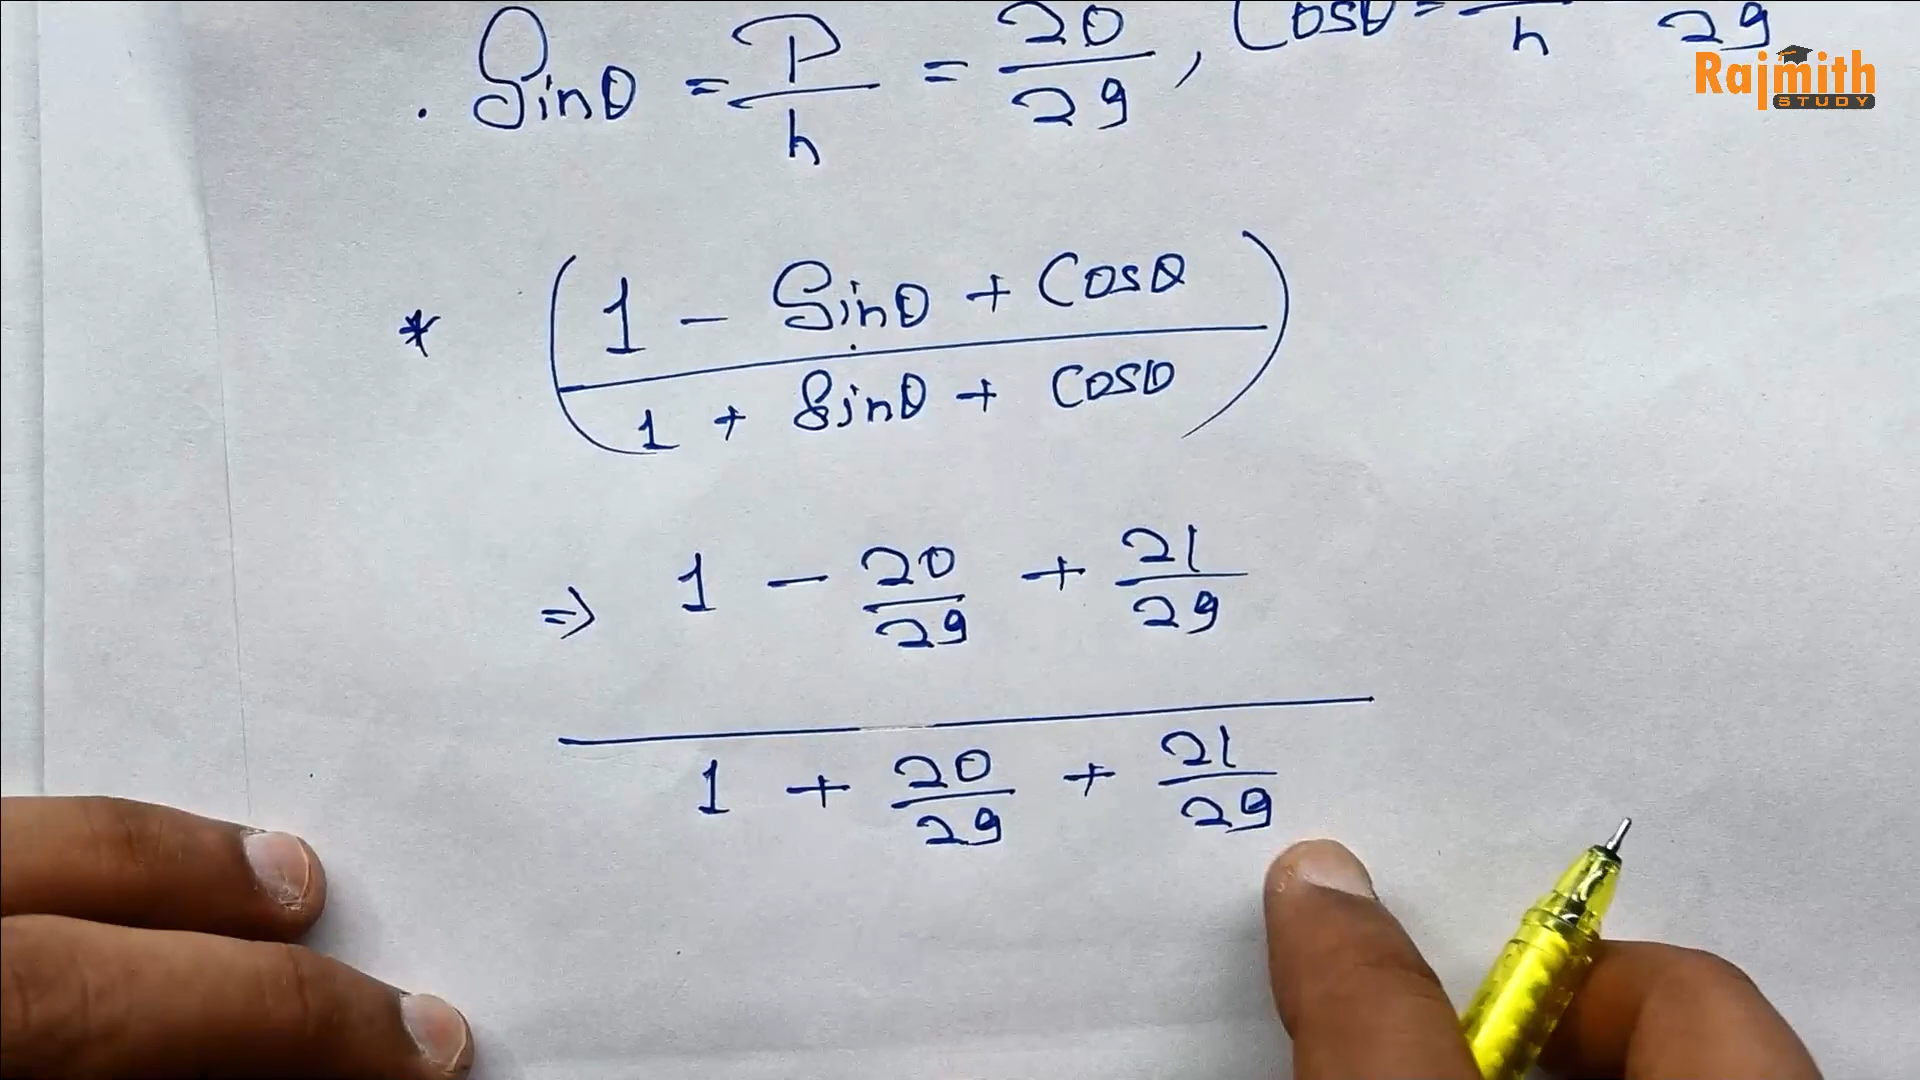 . Sinθ = P/h = 20/29, Cosθ = /h 29
Rajmith
STUDY
* (1 - Sinθ + Cosθ / 1 + Sinθ + Cosθ)
⇒ 1 - 20/29 + 21/29
1 + 20/29 + 21/29